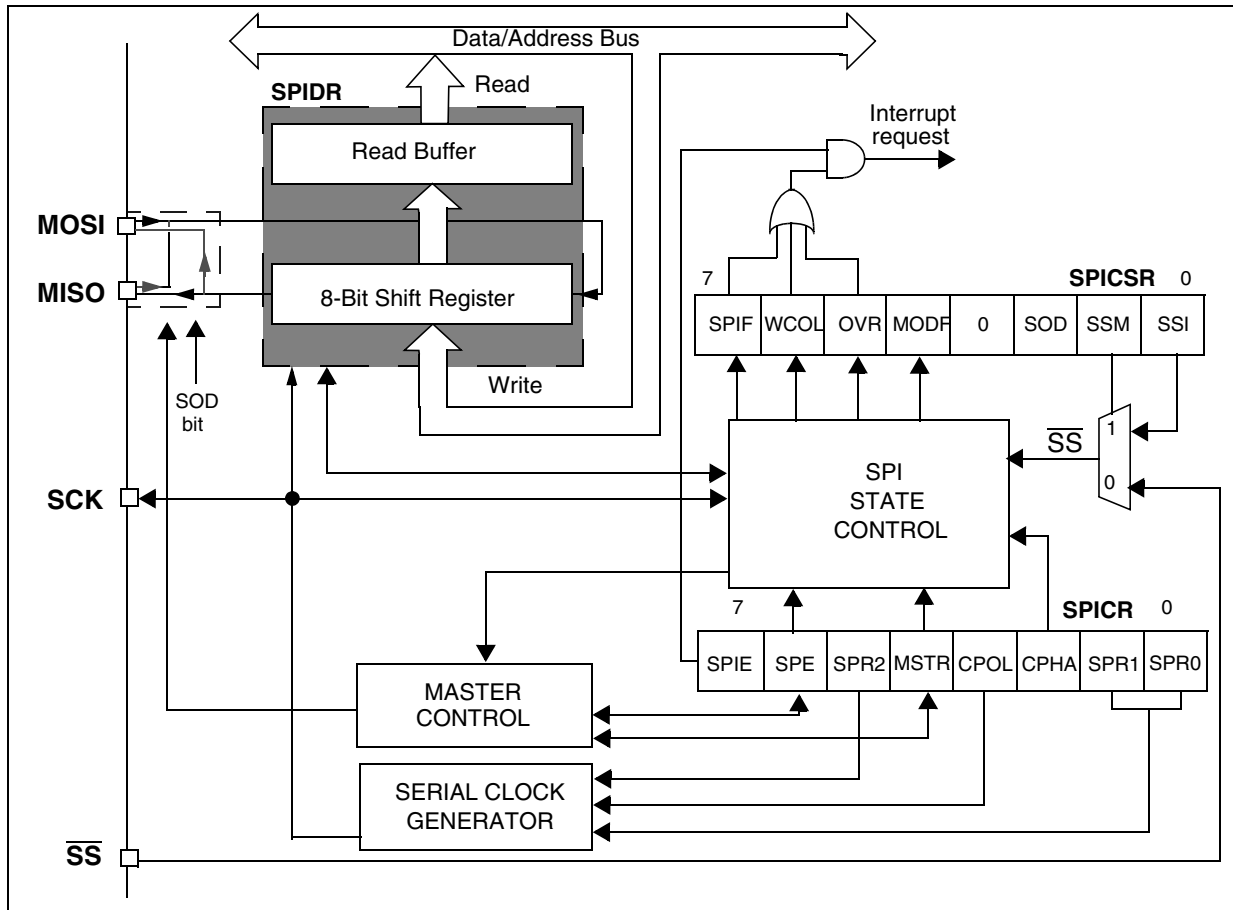 Data/Address Bus
SPIDR
Read
Read Buffer
Interrupt
request
MOSI
MISO
8-Bit Shift Register
7
SPICSR
0
SPIF
WCOL
OVR
MODF
0
SOD
SSM
SSI
Write
SOD
bit
1
SS
0
SCK
SPI
STATE
CONTROL
7
SPICR
0
SPIE
SPE
SPR2
MSTR
CPOL
CPHA
SPR1
SPR0
MASTER
CONTROL
SERIAL CLOCK
GENERATOR
SS